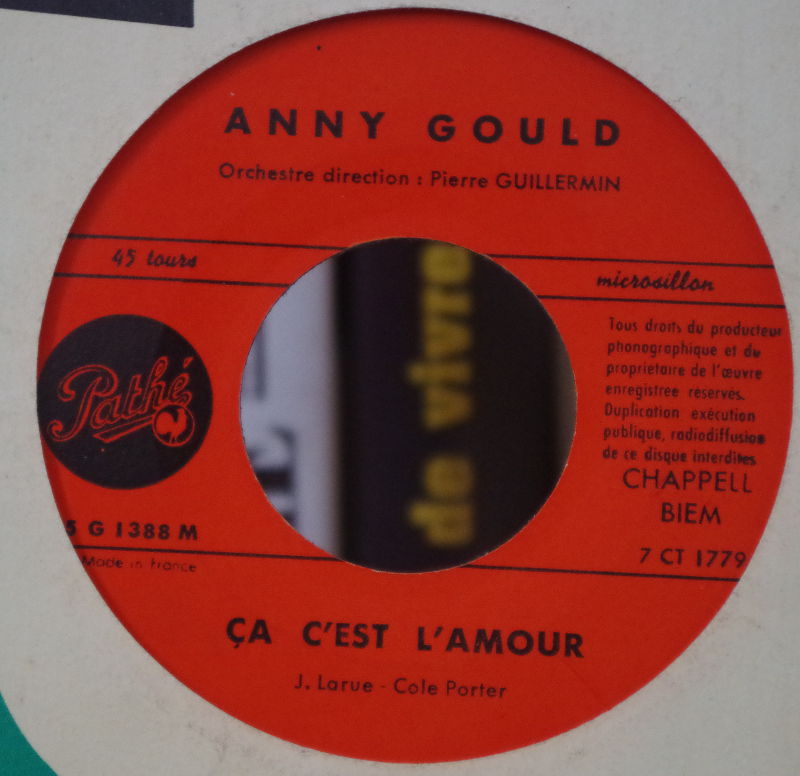 ANNY GOULD
Orchestre direction : Pierre GUILLERMIN
45 tours
microsillon
Pathé
Tous droits du producteur
phonographique et du
proprietaire de l'œuvre
enregistree reservés.
Duplication exécution
publique, radiodiffusion
de ce disque interdites
CHAPPELL
BIEM
5 G 1388 M
7 CT 1779
Made in France
de vivre
ÇA C'EST L'AMOUR
J. Larue - Cole Porter